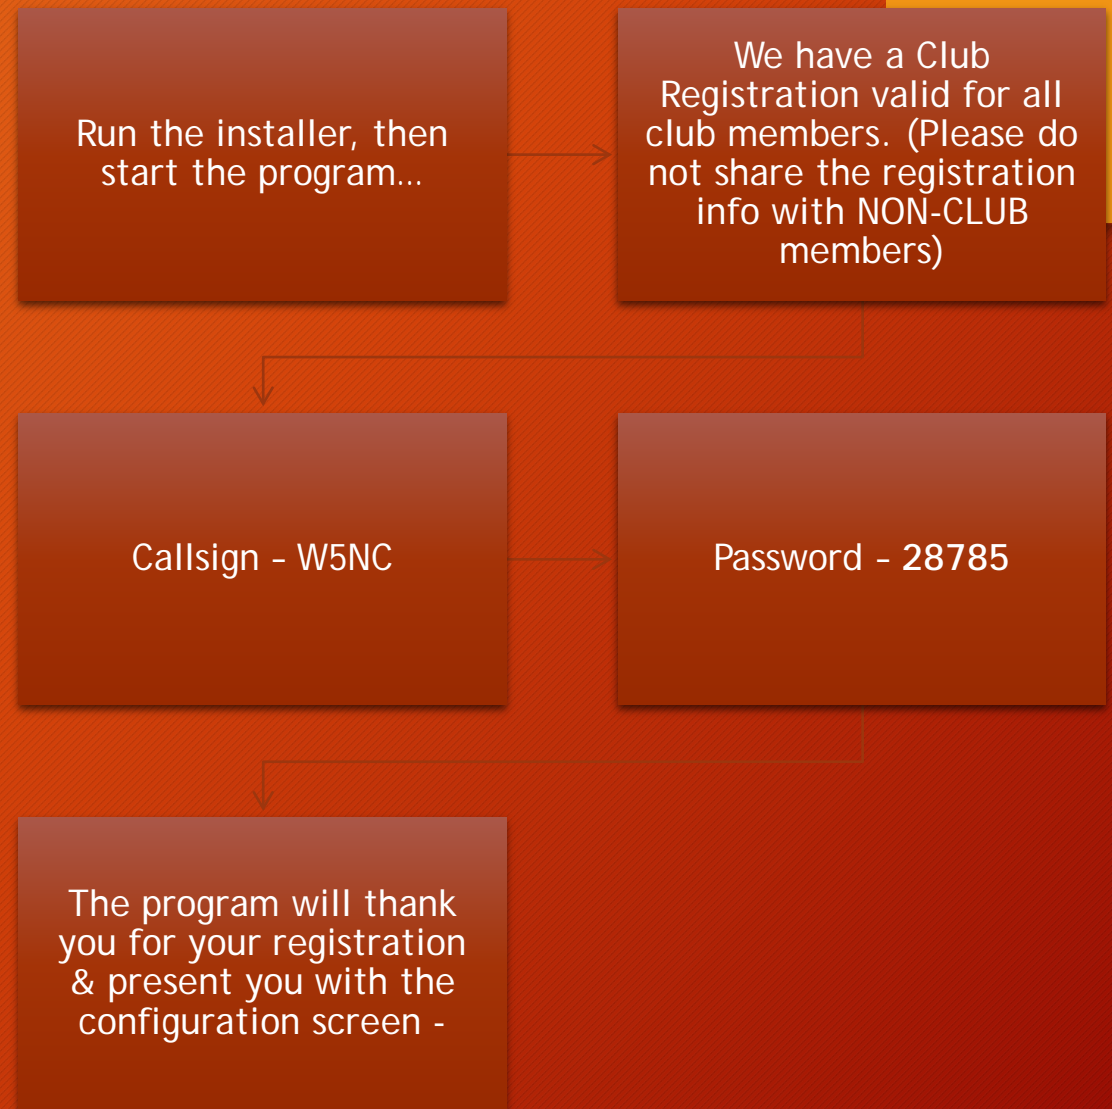 Run the installer, then
start the program…
We have a Club
Registration valid for all
club members. (Please do
not share the registration
info with NON-CLUB
members)
Callsign – W5NC
Password – 28785
The program will thank
you for your registration
& present you with the
configuration screen -